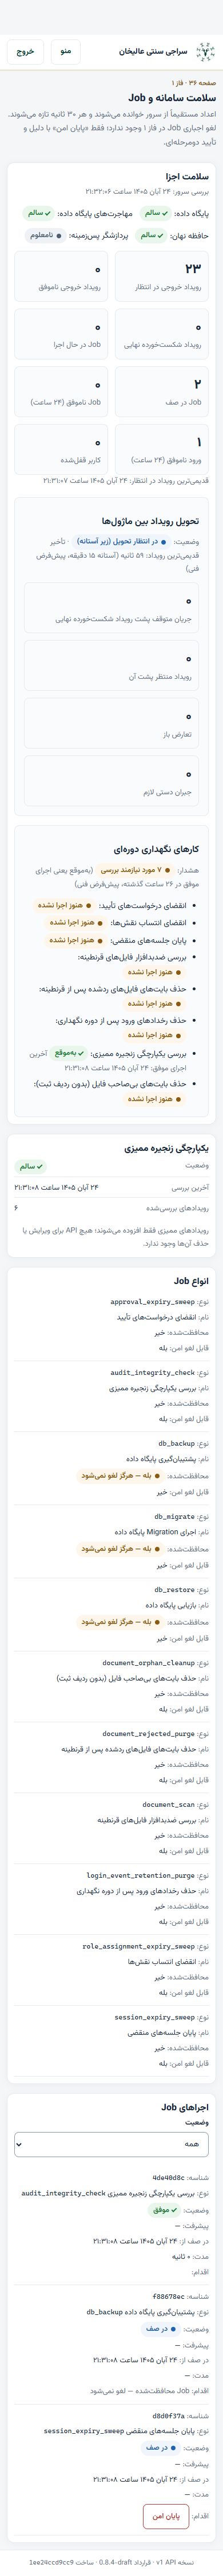 سراجی سنتی عالیخان
منو
خروج
صفحه ۳۶ · فاز ۱
سلامت سامانه و Job
اعداد مستقیماً از سرور خوانده می‌شوند و هر ۳۰ ثانیه تازه می‌شوند.
لغو اجباری Job در فاز ۱ وجود ندارد؛ فقط «پایان امن» با دلیل و
تأیید دومرحله‌ای.
سلامت اجزا
بررسی سرور: ۲۴ آبان ۱۴۰۵ ساعت ۲۱:۳۲:۰۶
پایگاه داده: سالم مهاجرت‌های پایگاه داده: سالم
حافظه نهان: سالم پردازشگر پس‌زمینه: نامعلوم
۲۳
رویداد خروجی در انتظار
۰
رویداد خروجی ناموفق
۰
رویداد شکست‌خورده نهایی
۰
Job در حال اجرا
۲
Job در صف
۰
Job ناموفق (۲۴ ساعت)
۱
ورود ناموفق (۲۴ ساعت)
۰
کاربر قفل‌شده
قدیمی‌ترین رویداد در انتظار: ۲۴ آبان ۱۴۰۵ ساعت ۲۱:۳۱:۰۷
تحویل رویداد بین ماژول‌ها
وضعیت: در انتظار تحویل (زیر آستانه) · تأخیر
قدیمی‌ترین رویداد: ۵۹ ثانیه (آستانه ۱۵ دقیقه، پیش‌فرض
فنی)
۰
جریان متوقف پشت رویداد شکست‌خورده نهایی
۰
رویداد منتظر پشت آن
۰
تعارض باز
۰
جبران دستی لازم
کارهای نگهداری دوره‌ای
هشدار: ۷ مورد نیازمند بررسی (به‌موقع یعنی اجرای
موفق در ۲۶ ساعت گذشته، پیش‌فرض فنی)
انقضای درخواست‌های تأیید: هنوز اجرا نشده
انقضای انتساب نقش‌ها: هنوز اجرا نشده
پایان جلسه‌های منقضی: هنوز اجرا نشده
بررسی ضدبدافزار فایل‌های قرنطینه:
هنوز اجرا نشده
حذف بایت‌های فایل‌های ردشده پس از قرنطینه:
هنوز اجرا نشده
حذف رخدادهای ورود پس از دوره نگهداری:
هنوز اجرا نشده
بررسی یکپارچگی زنجیره ممیزی: به‌موقع آخرین
اجرای موفق: ۲۴ آبان ۱۴۰۵ ساعت ۲۱:۳۱:۰۸
حذف بایت‌های بی‌صاحب فایل (بدون ردیف ثبت):
هنوز اجرا نشده
یکپارچگی زنجیره ممیزی
وضعیت سالم
آخرین بررسی ۲۴ آبان ۱۴۰۵ ساعت ۲۱:۳۱:۰۸
رویدادهای بررسی‌شده ۶
رویدادهای ممیزی فقط افزوده می‌شوند؛ هیچ API برای ویرایش یا
حذف آن‌ها وجود ندارد.
انواع Job
نوع: approval_expiry_sweep
نام: انقضای درخواست‌های تأیید
محافظت‌شده: خیر
قابل لغو امن: بله
نوع: audit_integrity_check
نام: بررسی یکپارچگی زنجیره ممیزی
محافظت‌شده: خیر
قابل لغو امن: بله
نوع: db_backup
نام: پشتیبان‌گیری پایگاه داده
محافظت‌شده: بله — هرگز لغو نمی‌شود
قابل لغو امن: خیر
نوع: db_migrate
نام: اجرای Migration پایگاه داده
محافظت‌شده: بله — هرگز لغو نمی‌شود
قابل لغو امن: خیر
نوع: db_restore
نام: بازیابی پایگاه داده
محافظت‌شده: بله — هرگز لغو نمی‌شود
قابل لغو امن: خیر
نوع: document_orphan_cleanup
نام: حذف بایت‌های بی‌صاحب فایل (بدون ردیف ثبت)
محافظت‌شده: خیر
قابل لغو امن: بله
نوع: document_rejected_purge
نام: حذف بایت‌های فایل‌های ردشده پس از قرنطینه
محافظت‌شده: خیر
قابل لغو امن: بله
نوع: document_scan
نام: بررسی ضدبدافزار فایل‌های قرنطینه
محافظت‌شده: خیر
قابل لغو امن: بله
نوع: login_event_retention_purge
نام: حذف رخدادهای ورود پس از دوره نگهداری
محافظت‌شده: خیر
قابل لغو امن: بله
نوع: role_assignment_expiry_sweep
نام: انقضای انتساب نقش‌ها
محافظت‌شده: خیر
قابل لغو امن: بله
نوع: session_expiry_sweep
نام: پایان جلسه‌های منقضی
محافظت‌شده: خیر
قابل لغو امن: بله
اجراهای Job
وضعیت
همه
شناسه: 4de40d8c
نوع: بررسی یکپارچگی زنجیره ممیزی audit_integrity_check
وضعیت: موفق
پیشرفت: —
در صف از: ۲۴ آبان ۱۴۰۵ ساعت ۲۱:۳۱:۰۸
مدت: ۰ ثانیه
اقدام:
شناسه: f88678ec
نوع: پشتیبان‌گیری پایگاه داده db_backup
وضعیت: در صف
پیشرفت: —
در صف از: ۲۴ آبان ۱۴۰۵ ساعت ۲۱:۳۱:۰۸
مدت: —
اقدام: Job محافظت‌شده — لغو نمی‌شود
شناسه: d8d0f37a
نوع: پایان جلسه‌های منقضی session_expiry_sweep
وضعیت: در صف
پیشرفت: —
در صف از: ۲۴ آبان ۱۴۰۵ ساعت ۲۱:۳۱:۰۸
مدت: —
اقدام: پایان امن
نسخه API v1 · قرارداد 0.8.4-draft · ساخت 1ee24ccd9cc9